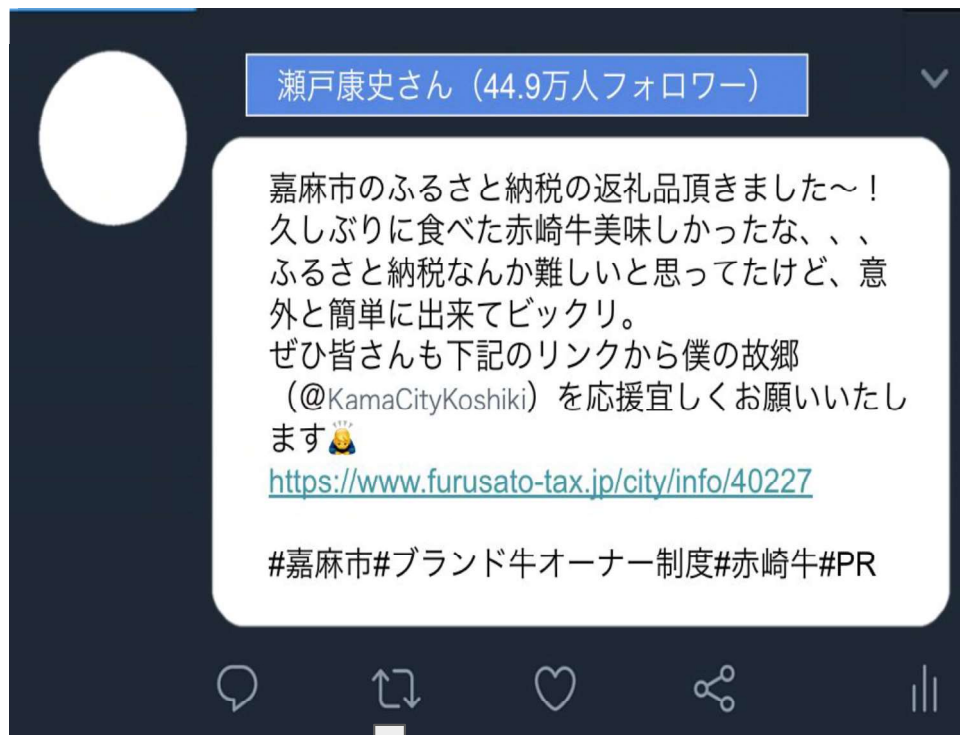 瀬戸康史さん（44.9万人フォロワー）
嘉麻市のふるさと納税の返礼品頂きました〜！
久しぶりに食べた赤崎牛美味しかったな、、、
ふるさと納税なんか難しいと思ってたけど、意
外と簡単に出来てビックリ。
ぜひ皆さんも下記のリンクから僕の故郷
（@KamaCityKoshiki）を応援宜しくお願いいたし
ます🙇
https://www.furusato-tax.jp/city/info/40227
#嘉麻市#ブランド牛オーナー制度#赤崎牛#PR